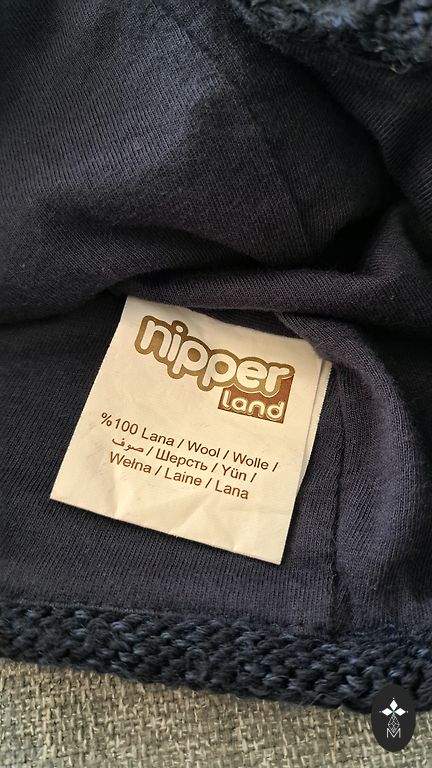 nipper
land
%100 Lana / Wool / Wolle /
صوف / Шерсть / Yün /
Wełna / Laine / Lana
M